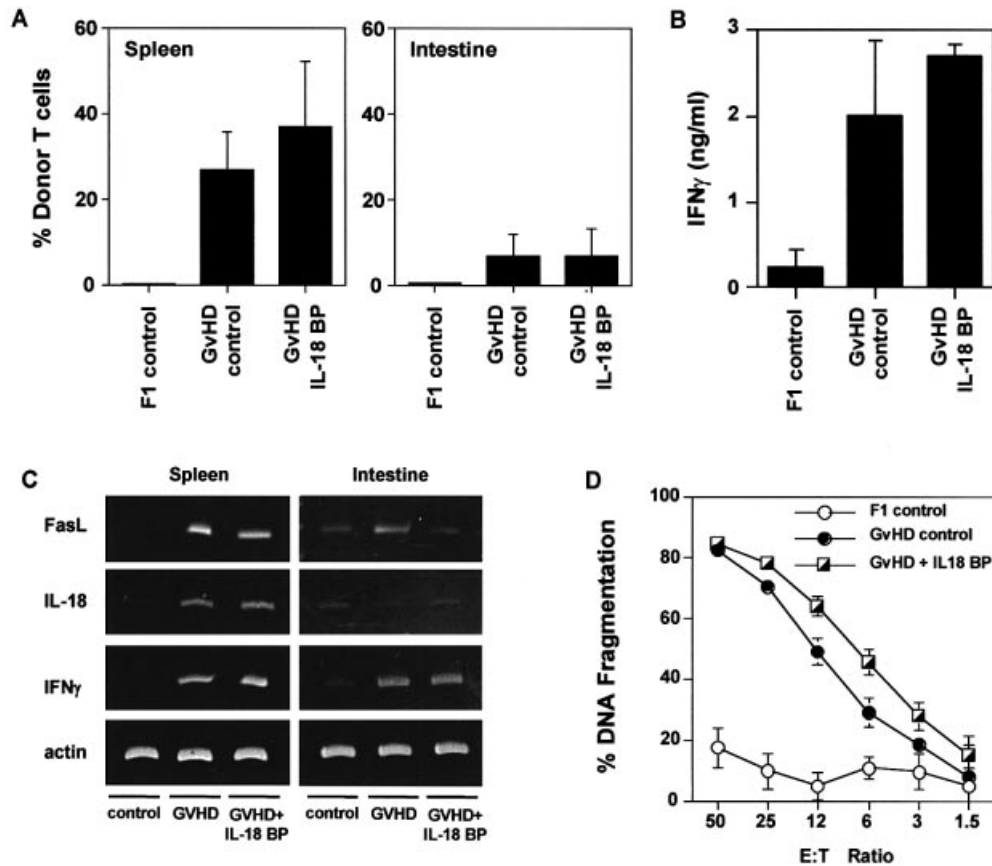 A
Spleen
Intestine
% Donor T cells
60
40
20
0
F1 control
GvHD
control
GvHD
IL-18 BP
60
40
20
0
F1 control
GvHD
control
GvHD
IL-18 BP
B
IFNγ (ng/ml)
3
2
1
0
F1 control
GvHD
control
GvHD
IL-18 BP
C
Spleen
Intestine
FasL
IL-18
IFNγ
actin
control
GVHD
GVHD+
IL-18 BP
control
GVHD
GVHD+
IL-18 BP
D
% DNA Fragmentation
100
80
60
40
20
0
F1 control
GvHD control
GvHD + IL18 BP
50 25 12 6 3 1.5
E:T Ratio